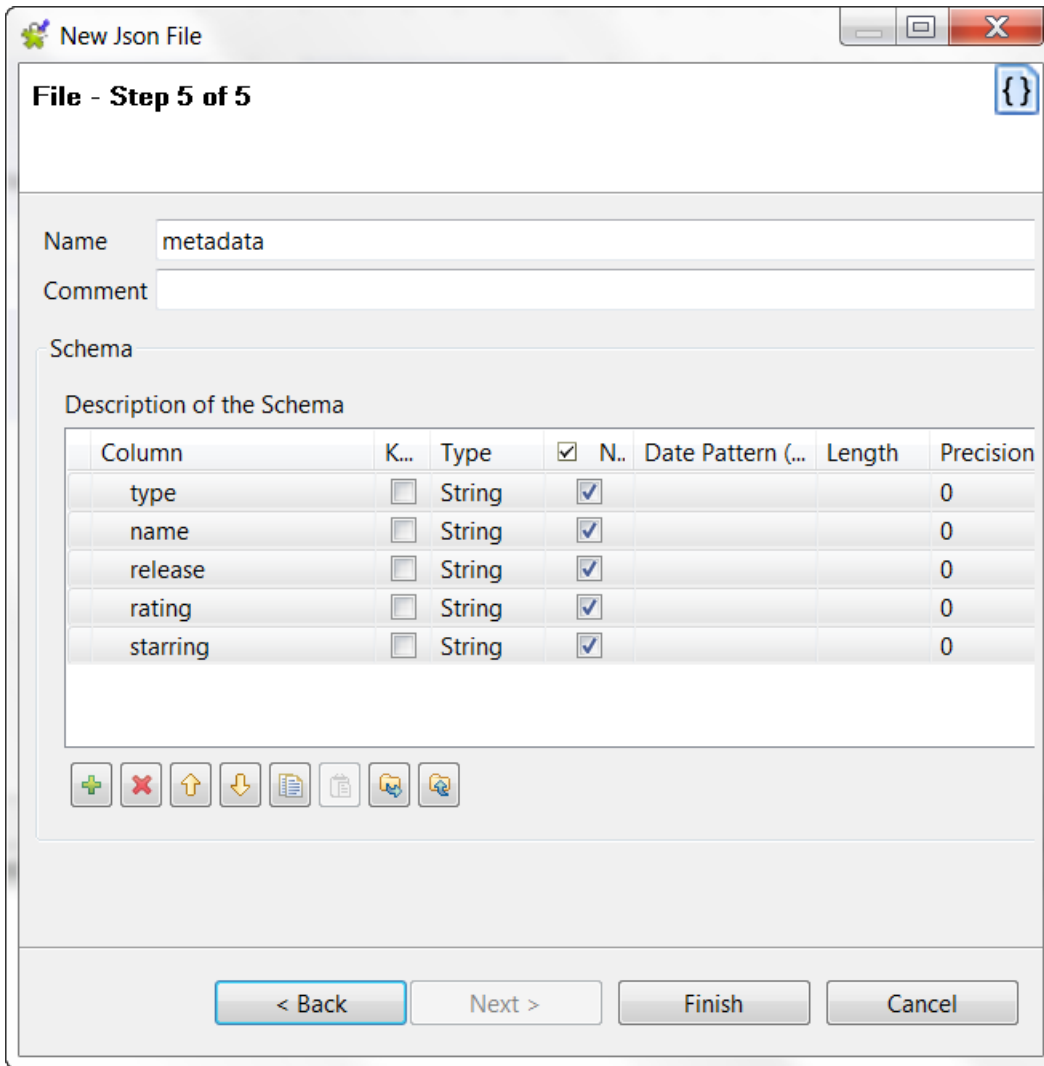 New Json File
File - Step 5 of 5
{}
Name metadata
Comment
Schema
Description of the Schema
Column K... Type N.. Date Pattern (... Length Precision
type String 0
name String 0
release String 0
rating String 0
starring String 0
< Back Next > Finish Cancel